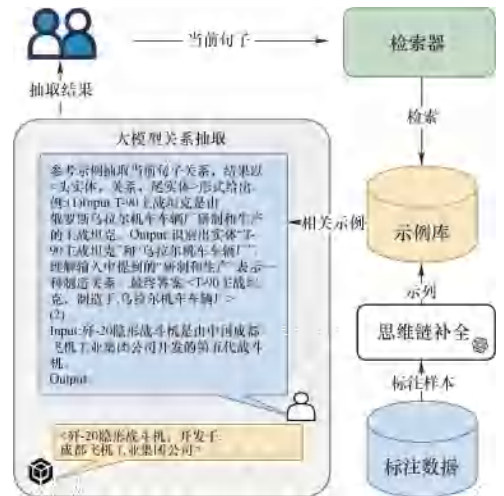 当前句子
检索器
抽取结果
检索
大模型关系抽取
参考示例抽取当前句子关系，结果以
<头实体，关系，尾实体>形式给出
例:(1)Input T-90主战坦克是由
俄罗斯乌拉尔机车车辆厂研制和生产
的主战坦克。Output:识别出实体“T-
90主战坦克”和“乌拉尔机车车辆厂”，
理解输入中提到的“研制和生产”表示
一种制造关系。最终答案<T-90主战坦
克，制造于,乌拉尔机车车辆厂>
(2)
Input:歼-20隐形战斗机是由中国成都
飞机工业集团公司开发的第五代战斗
机。
Output:
相关示例
示例库
示列
思维链补全
标注样本
标注数据
<歼-20隐形战斗机，开发于
成都飞机工业集团公司>